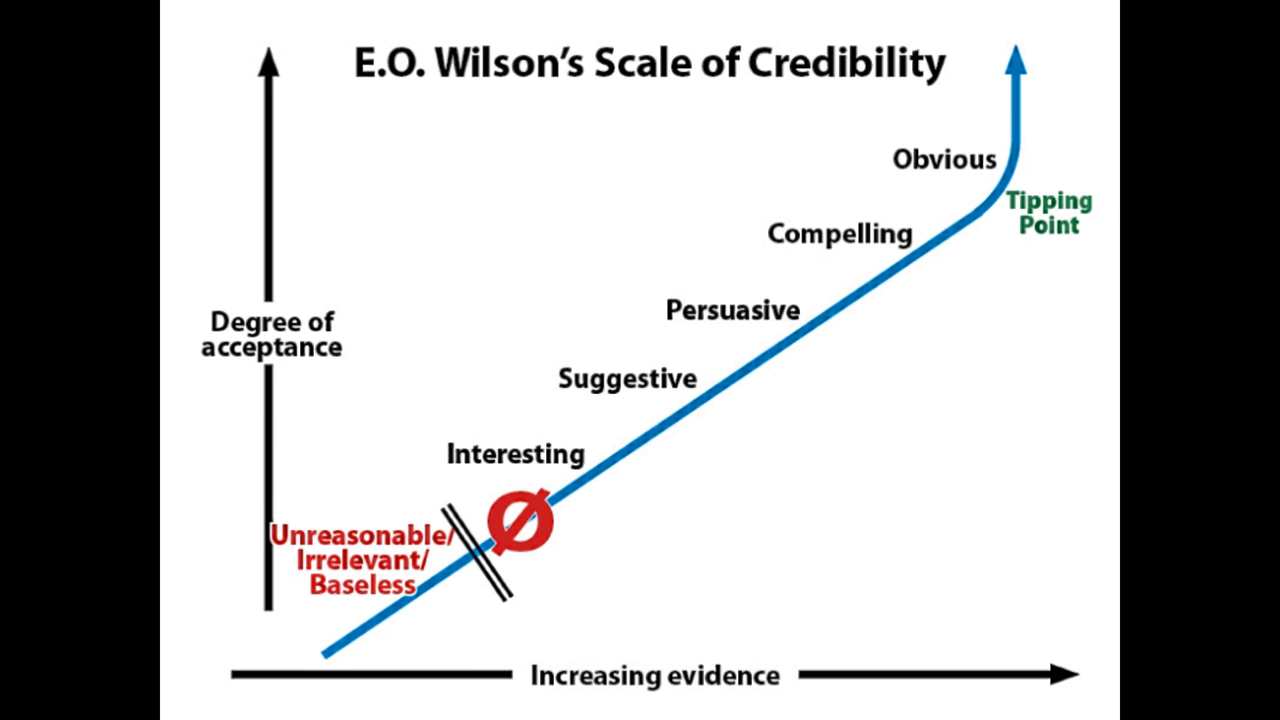 E.O. Wilson's Scale of Credibility
Obvious
Tipping
Point
Compelling
Persuasive
Degree of
acceptance
Suggestive
Interesting
Ø
Unreasonable/
Irrelevant/
Baseless
Increasing evidence